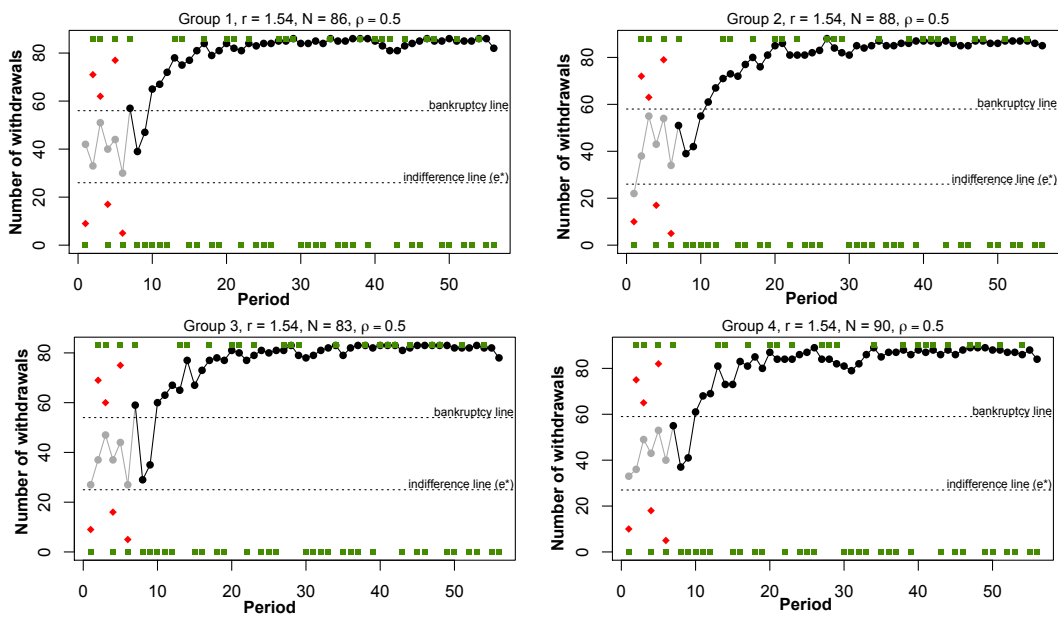 Group 1, r = 1.54, N = 86, ρ = 0.5
Number of withdrawals
80
60
40
20
0
bankruptcy line
indifference line (e*)
0 10 20 30 40 50
Period
Group 2, r = 1.54, N = 88, ρ = 0.5
Number of withdrawals
80
60
40
20
0
bankruptcy line
indifference line (e*)
0 10 20 30 40 50
Period
Group 3, r = 1.54, N = 83, ρ = 0.5
Number of withdrawals
80
60
40
20
0
bankruptcy line
indifference line (e*)
0 10 20 30 40 50
Period
Group 4, r = 1.54, N = 90, ρ = 0.5
Number of withdrawals
80
60
40
20
0
bankruptcy line
indifference line (e*)
0 10 20 30 40 50
Period